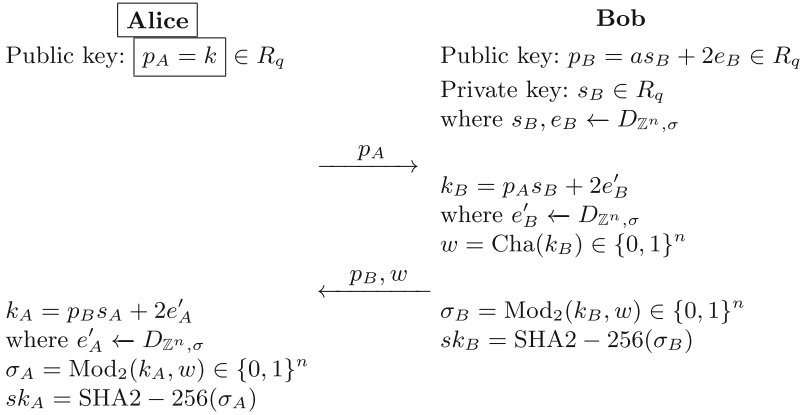 Alice
Public key: p_A = k ∈ R_q
Bob
Public key: p_B = as_B + 2e_B ∈ R_q
Private key: s_B ∈ R_q
where s_B, e_B ← D_{ℤ^n,σ}
p_A
k_B = p_A s_B + 2e'_B
where e'_B ← D_{ℤ^n,σ}
w = Cha(k_B) ∈ {0, 1}^n
p_B, w
k_A = p_B s_A + 2e'_A
where e'_A ← D_{ℤ^n,σ}
σ_A = Mod_2(k_A, w) ∈ {0, 1}^n
sk_A = SHA2 − 256(σ_A)
σ_B = Mod_2(k_B, w) ∈ {0, 1}^n
sk_B = SHA2 − 256(σ_B)